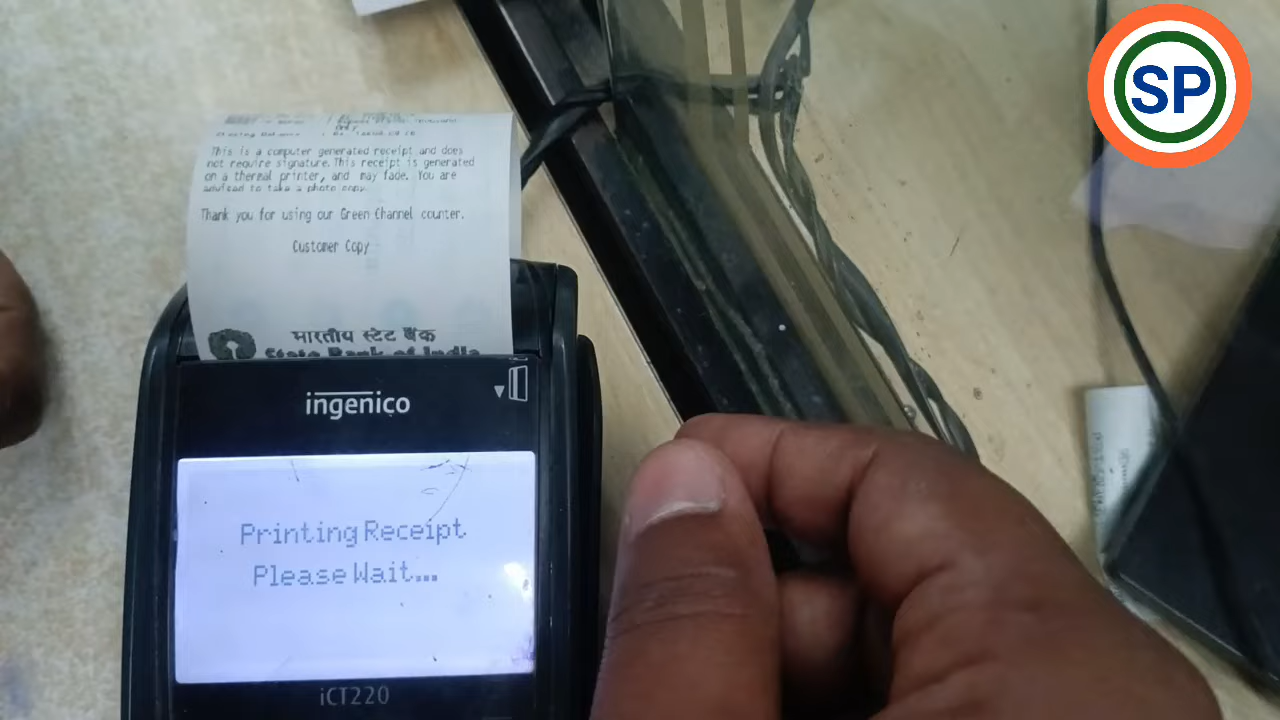 SP
This is a computer generated receipt and does
not require signature. This receipt is generated
on a thermal printer, and may fade. You are
advised to take a photo copy.
Thank you for using our Green Channel counter.
Customer Copy
भारतीय स्टेट बैंक
State Bank of India
ingenico
Printing Receipt
Please Wait...
iCT220